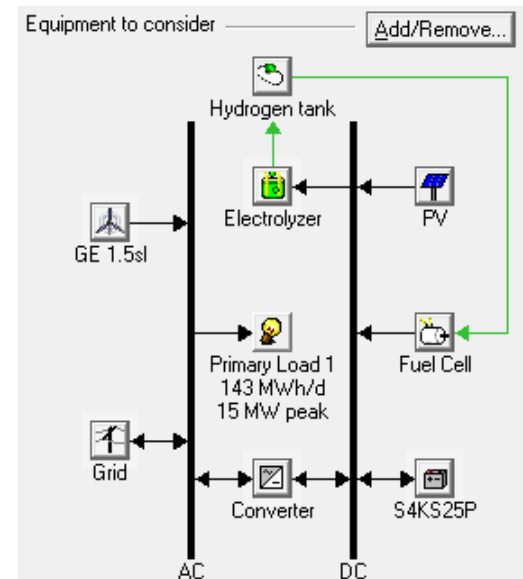 Equipment to consider
Add/Remove...
Hydrogen tank
Electrolyzer
PV
GE 1.5sl
Primary Load 1
143 MWh/d
15 MW peak
Fuel Cell
Grid
Converter
S4KS25P
AC
DC